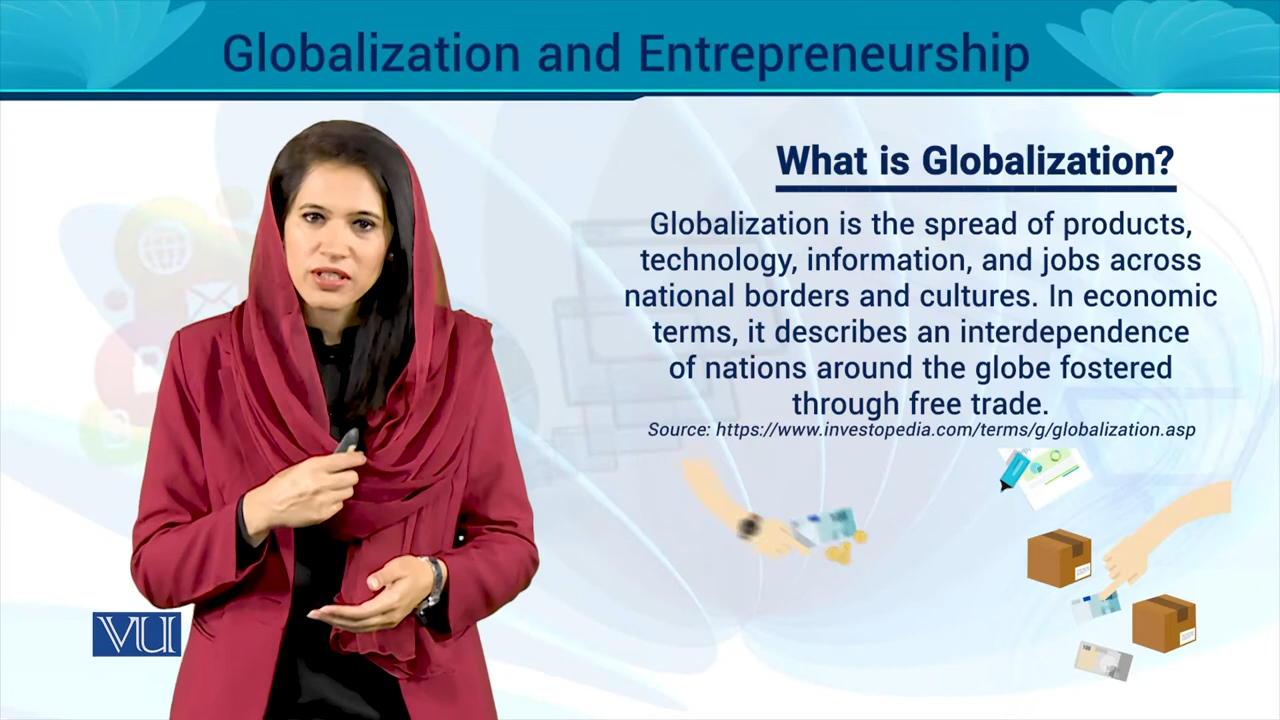 Globalization and Entrepreneurship
What is Globalization?
Globalization is the spread of products,
technology, information, and jobs across
national borders and cultures. In economic
terms, it describes an interdependence
of nations around the globe fostered
through free trade.
Source: https://www.investopedia.com/terms/g/globalization.asp
VU